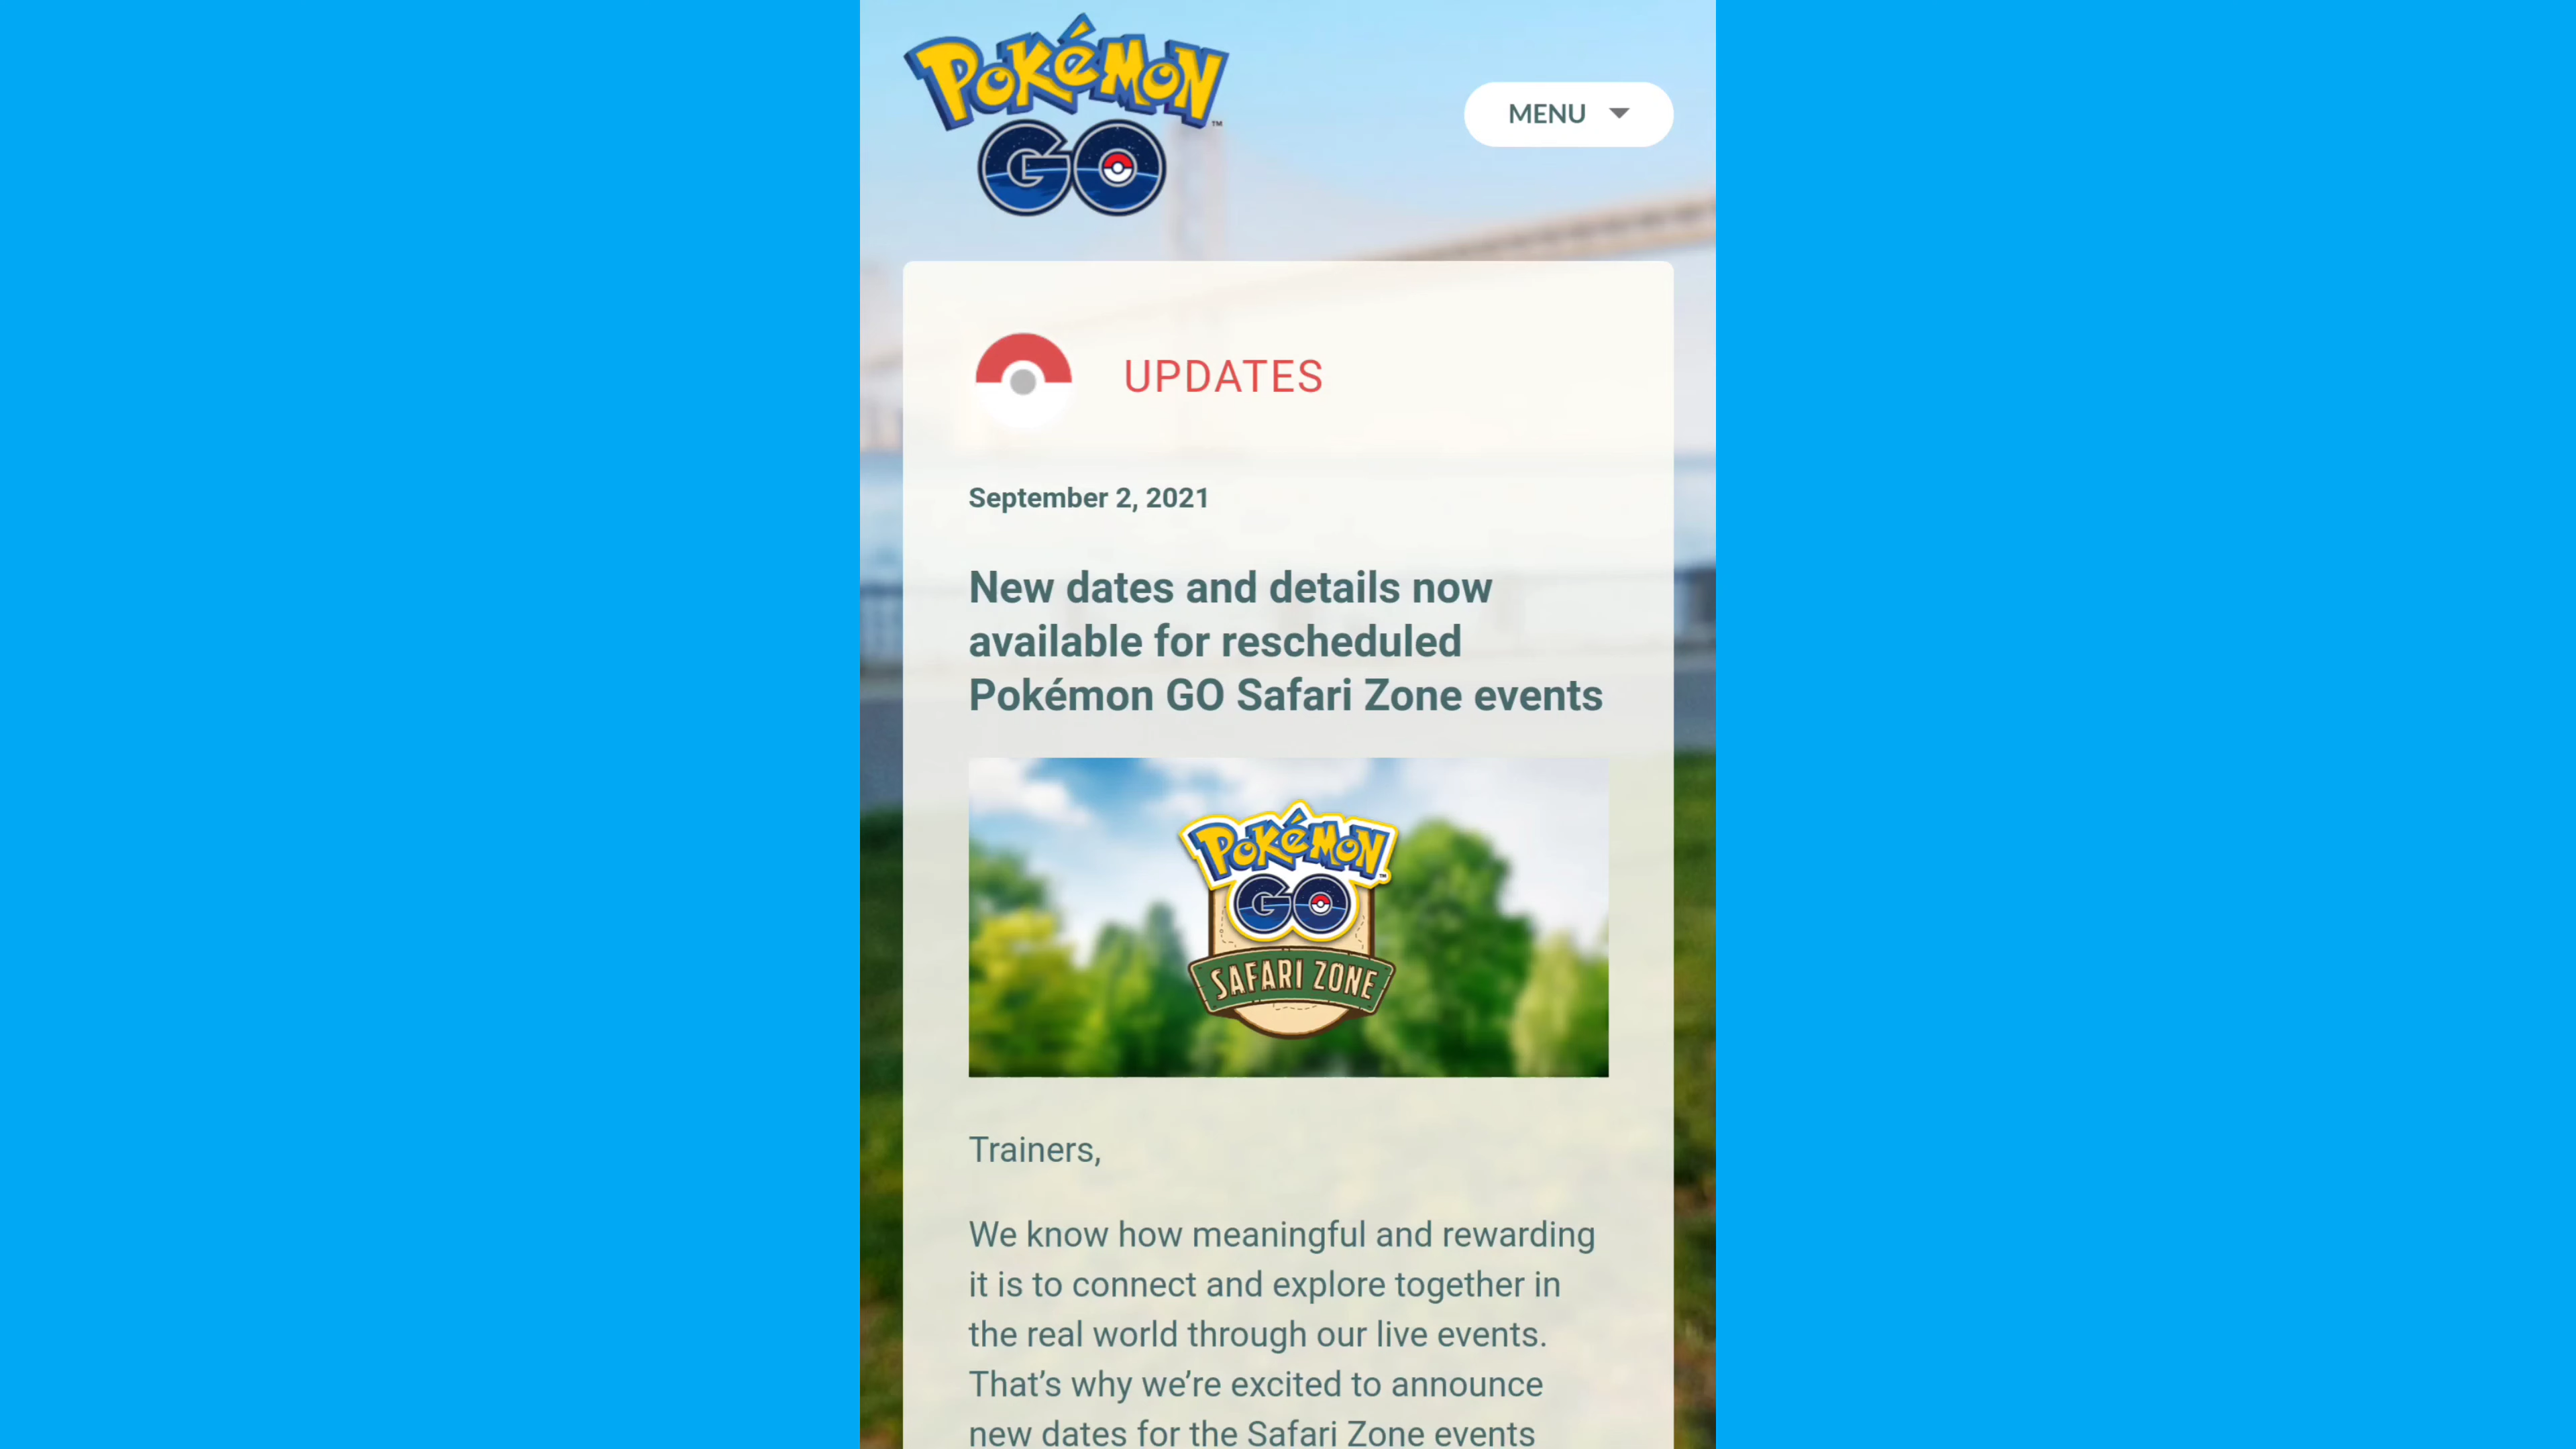 POKéMON
GO
™
MENU
UPDATES
September 2, 2021
New dates and details now
available for rescheduled
Pokémon GO Safari Zone events
POKéMON
GO
™
SAFARI ZONE
Trainers,
We know how meaningful and rewarding
it is to connect and explore together in
the real world through our live events.
That’s why we’re excited to announce
new dates for the Safari Zone events